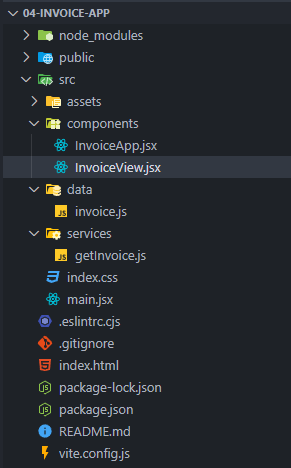 04-INVOICE-APP
node_modules
public
src
assets
components
InvoiceApp.jsx
InvoiceView.jsx
data
JS invoice.js
services
JS getInvoice.js
index.css
main.jsx
.eslintrc.cjs
.gitignore
index.html
package-lock.json
package.json
README.md
vite.config.js